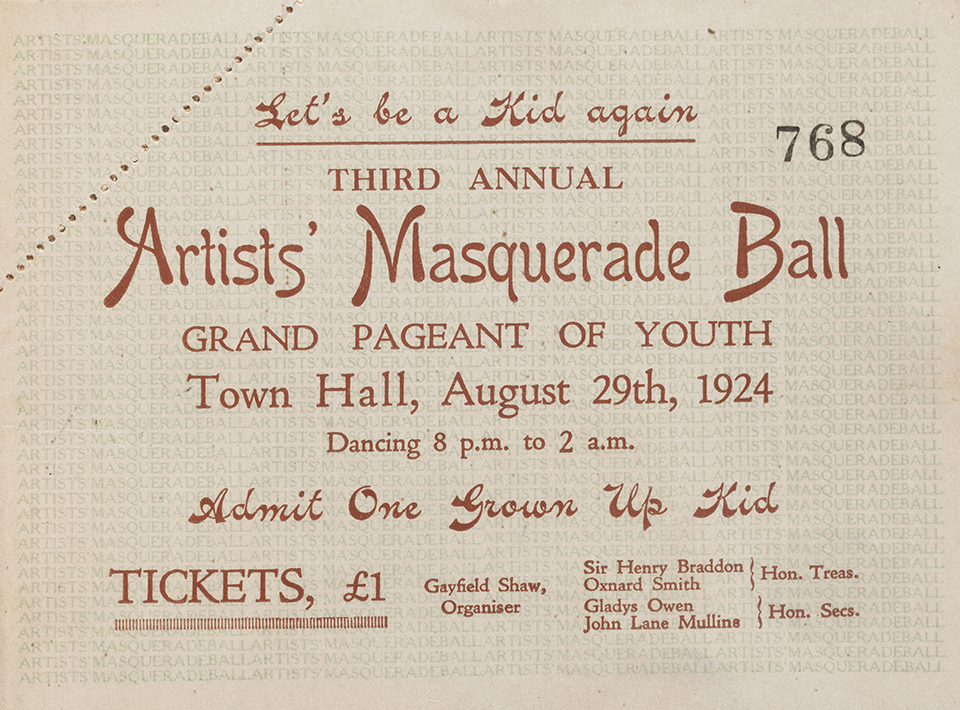 Let's be a Kid again
768
THIRD ANNUAL
Artists' Masquerade Ball
GRAND PAGEANT OF YOUTH
Town Hall, August 29th, 1924
Dancing 8 p.m. to 2 a.m.
Admit One Grown Up Kid
TICKETS, £1
Gayfield Shaw,
Organiser
Sir Henry Braddon
Oxnard Smith
Hon. Treas.
Gladys Owen
John Lane Mullins
Hon. Secs.